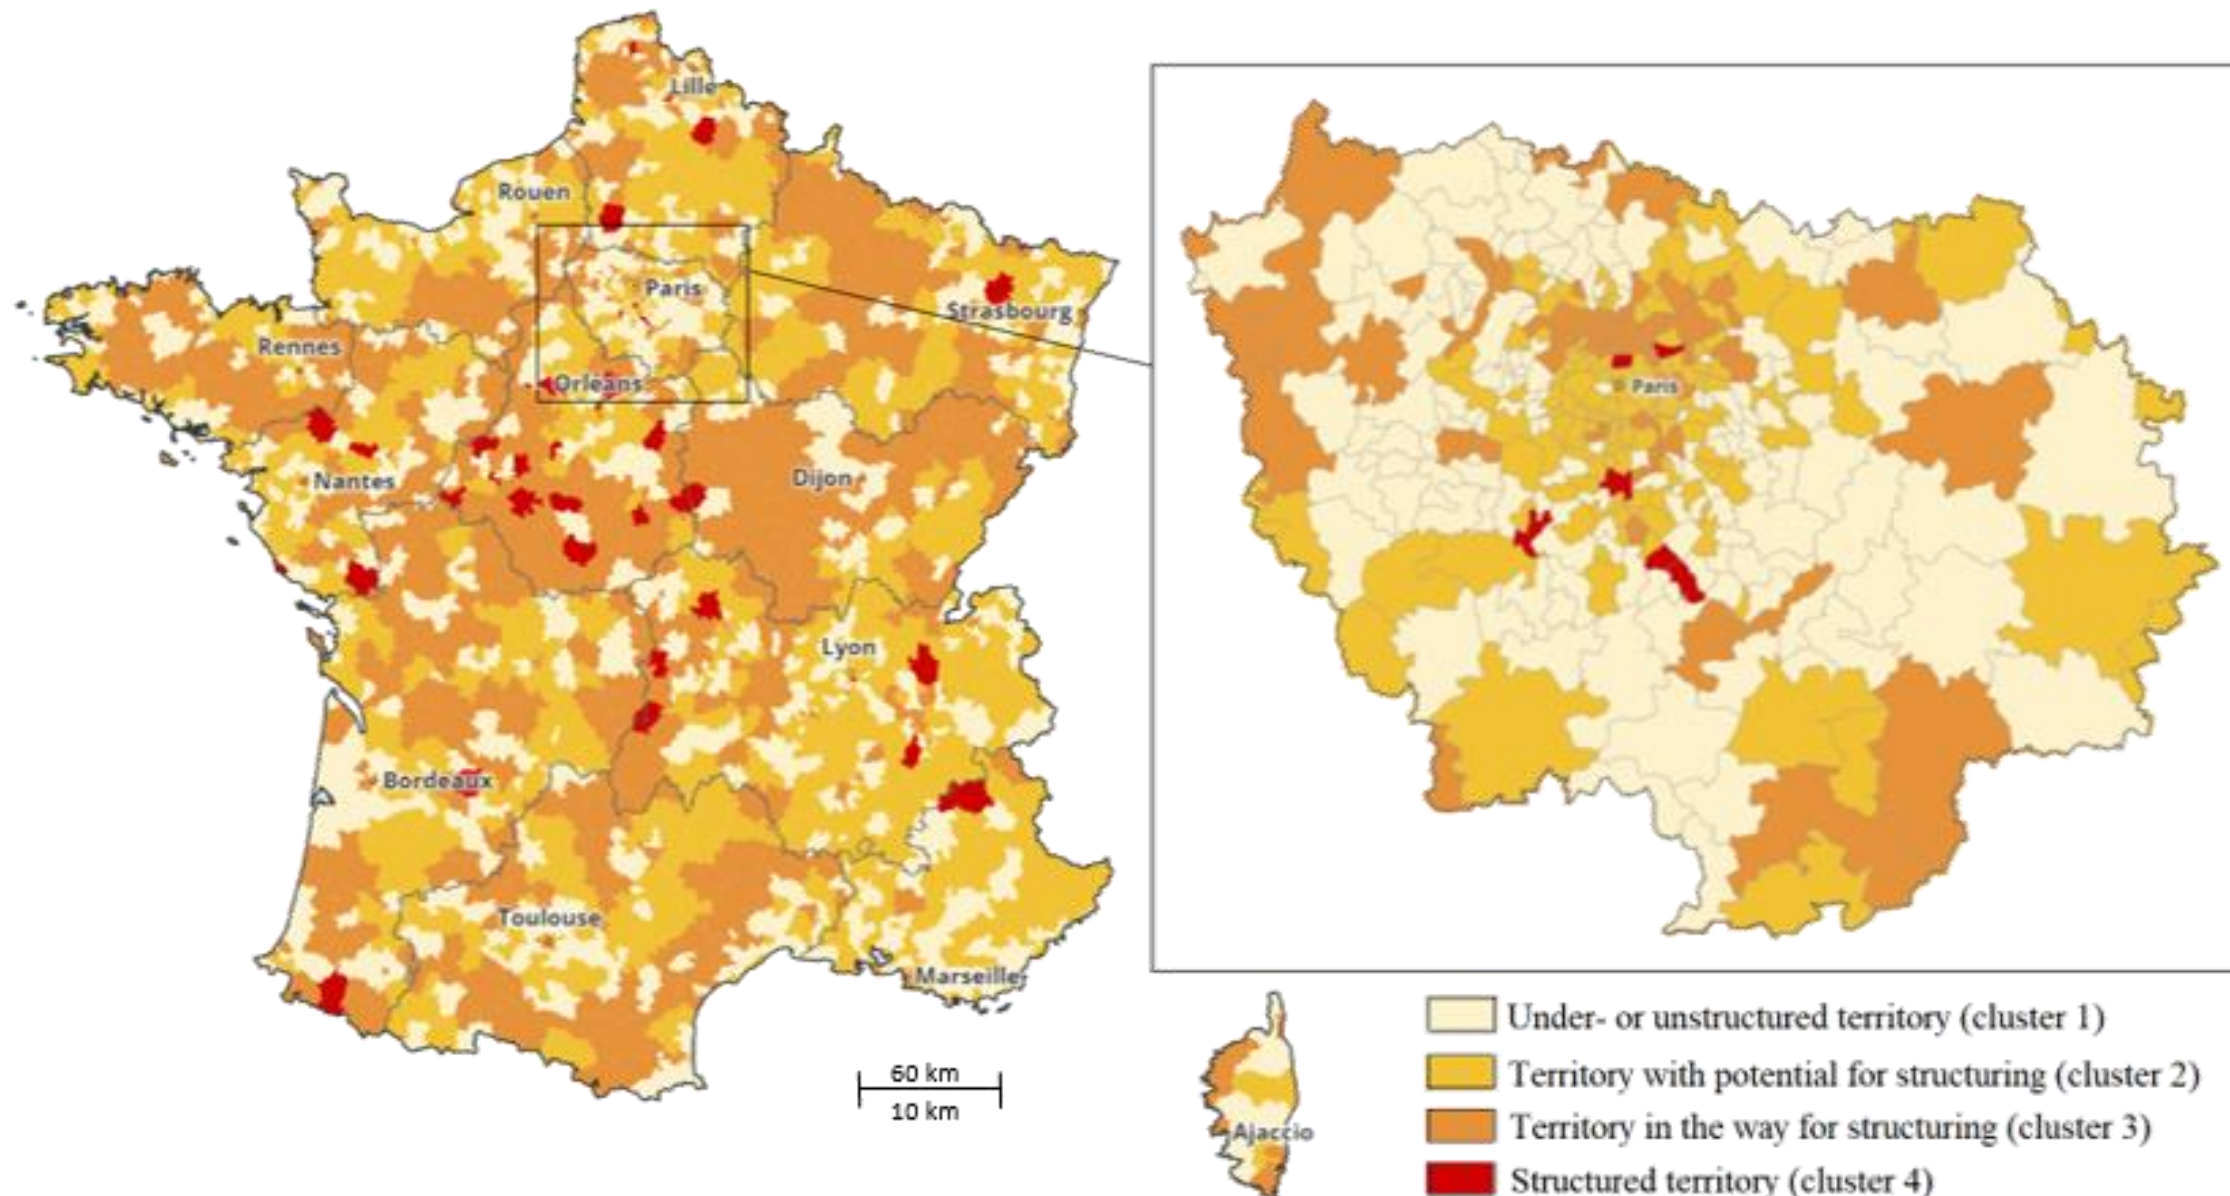 Lille
Rouen
Paris
Strasbourg
Rennes
Orléans
Nantes
Dijon
Lyon
Bordeaux
Toulouse
Marseille
60 km
10 km
Paris
Ajaccio
Under- or unstructured territory (cluster 1)
Territory with potential for structuring (cluster 2)
Territory in the way for structuring (cluster 3)
Structured territory (cluster 4)